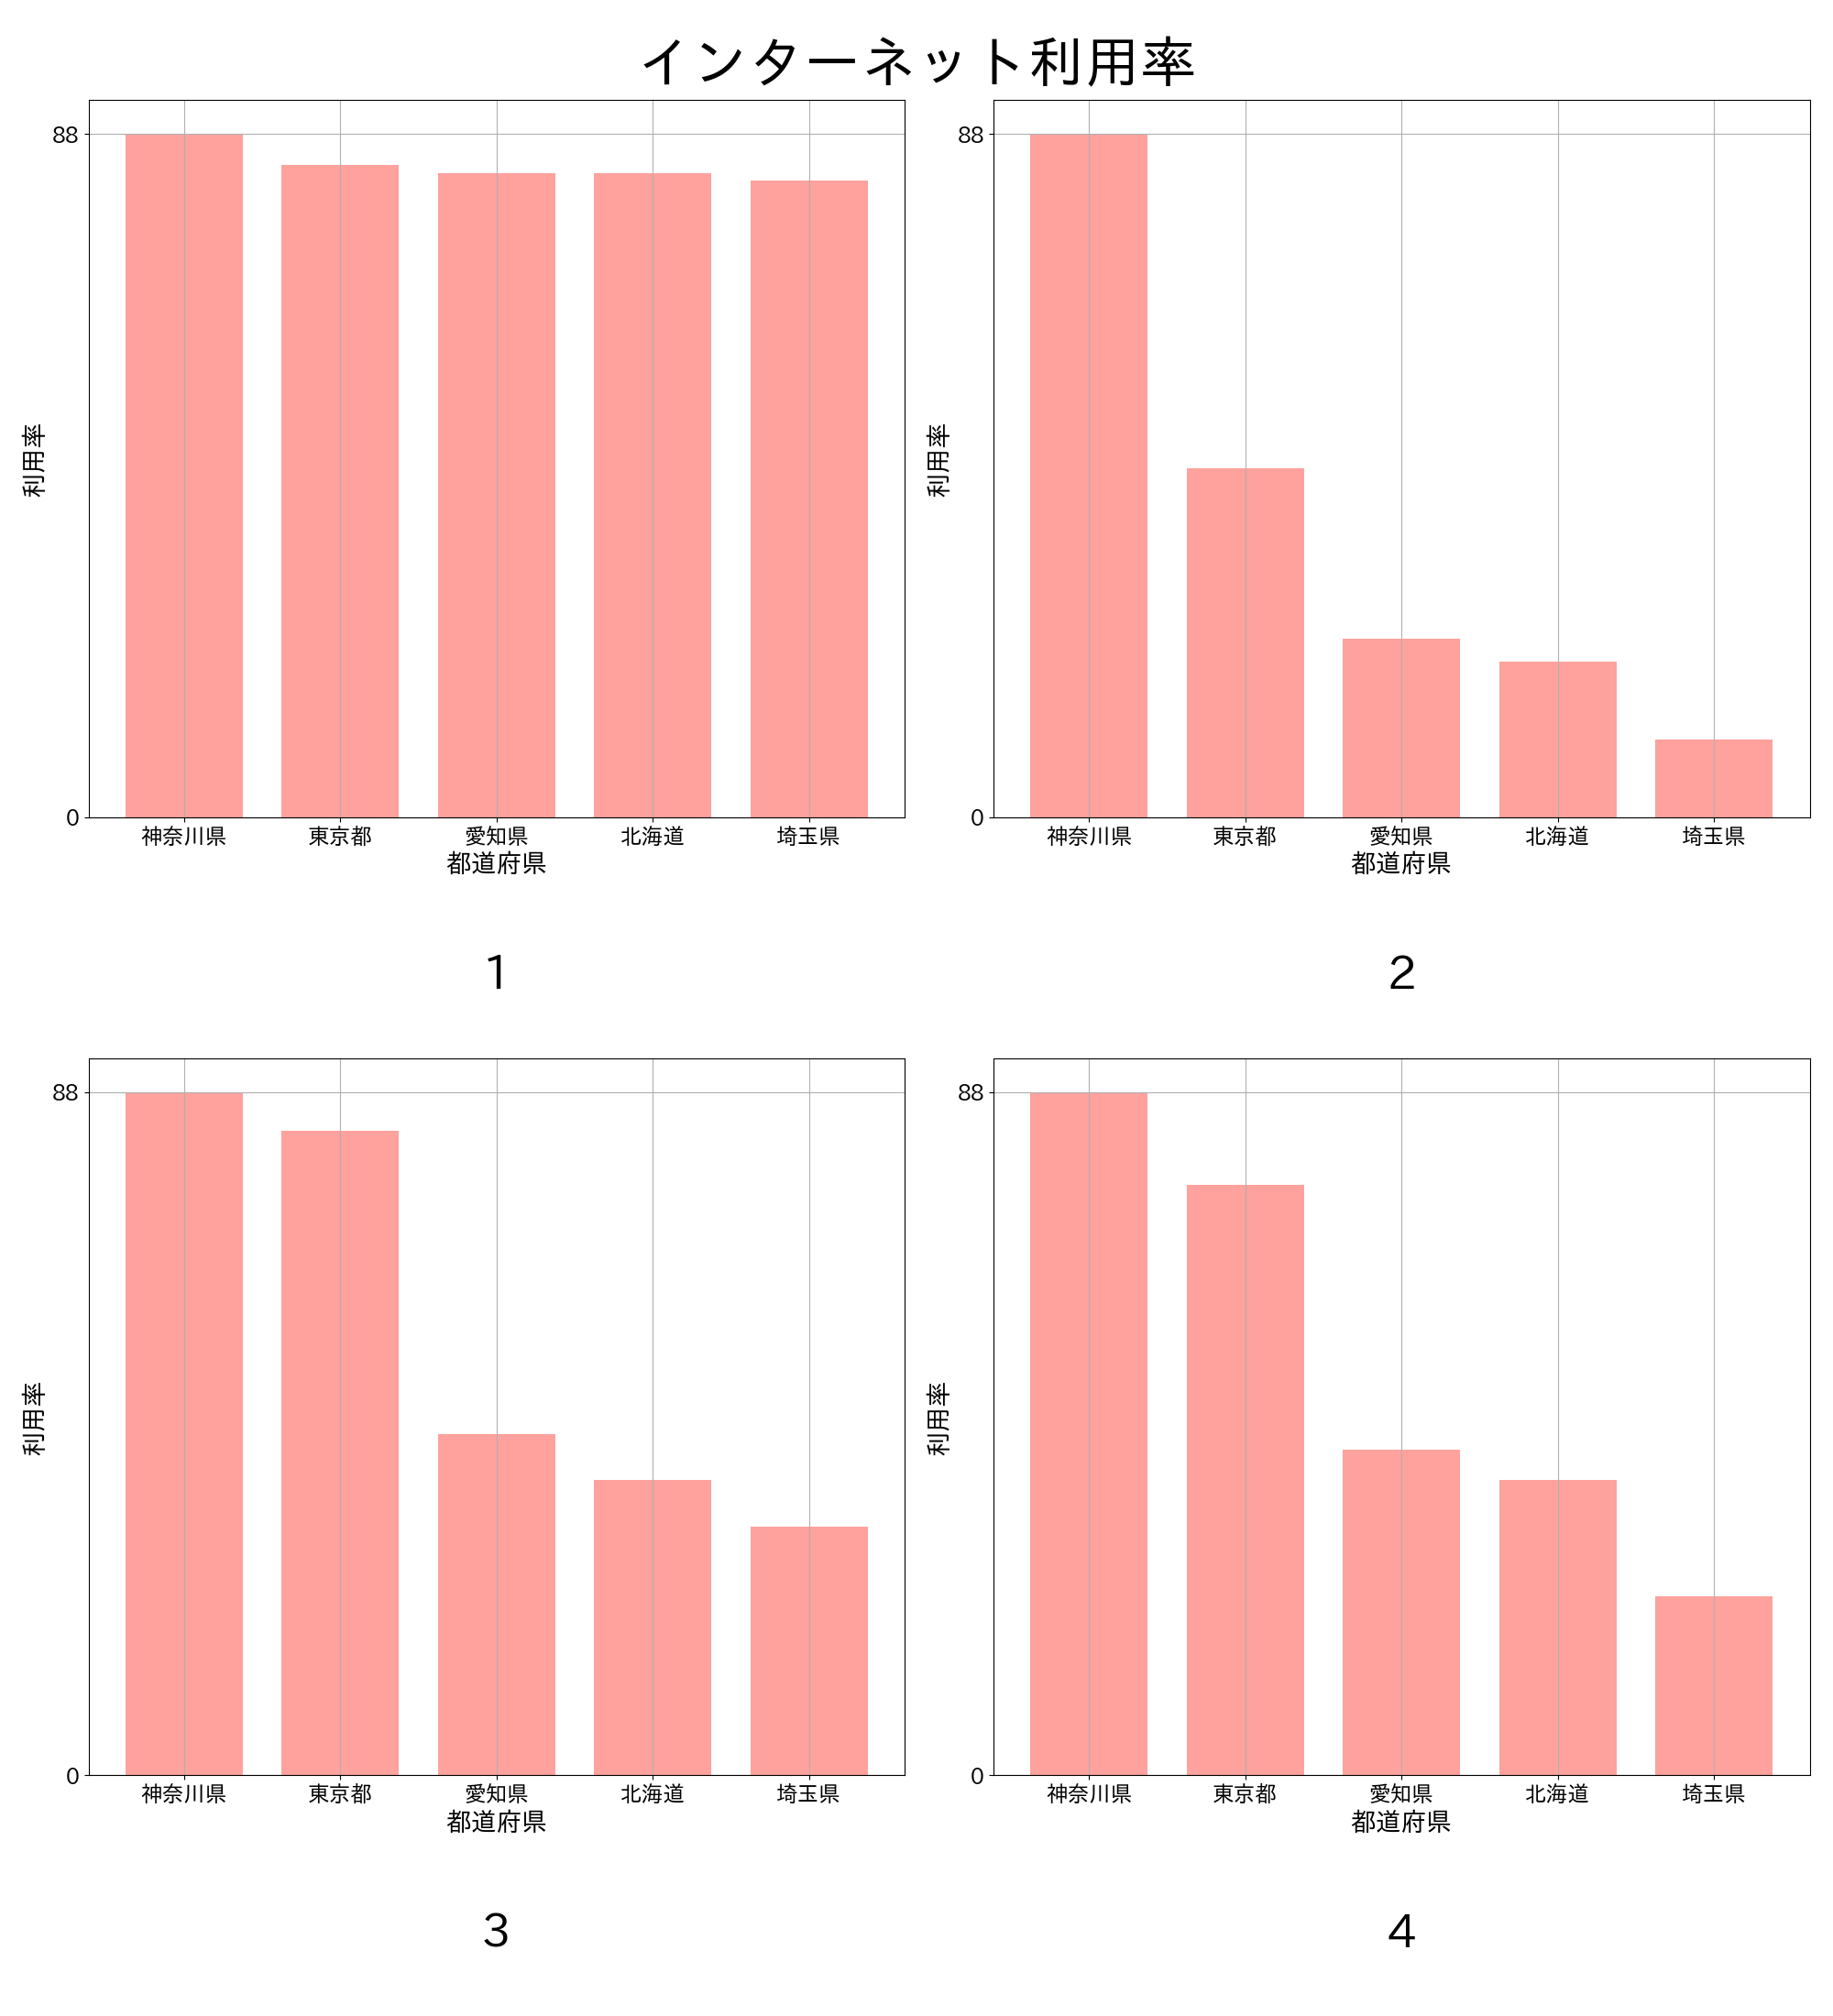 インターネット利用率
88
0
利用率
神奈川県 東京都 愛知県 北海道 埼玉県
都道府県
1
88
0
利用率
神奈川県 東京都 愛知県 北海道 埼玉県
都道府県
2
88
0
利用率
神奈川県 東京都 愛知県 北海道 埼玉県
都道府県
3
88
0
利用率
神奈川県 東京都 愛知県 北海道 埼玉県
都道府県
4